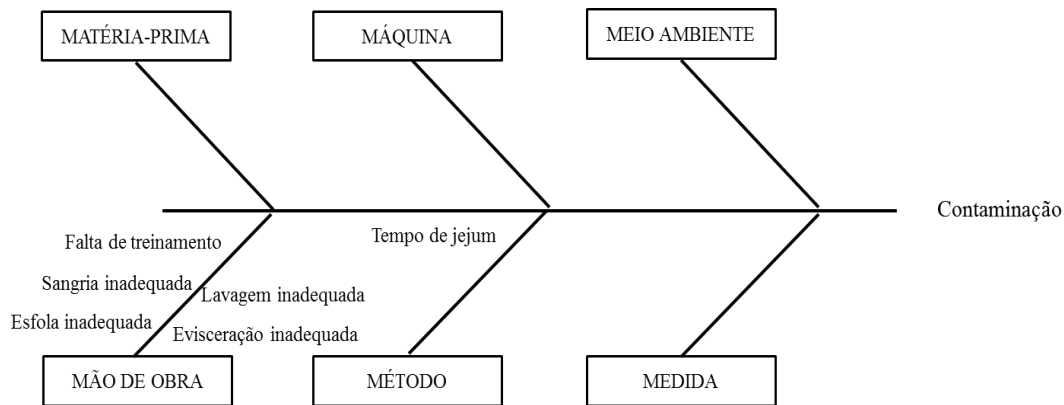 MATÉRIA-PRIMA
MÁQUINA
MEIO AMBIENTE
Contaminação
Falta de treinamento
Tempo de jejum
Sangria inadequada
Lavagem inadequada
Esfola inadequada
Evisceração inadequada
MÃO DE OBRA
MÉTODO
MEDIDA